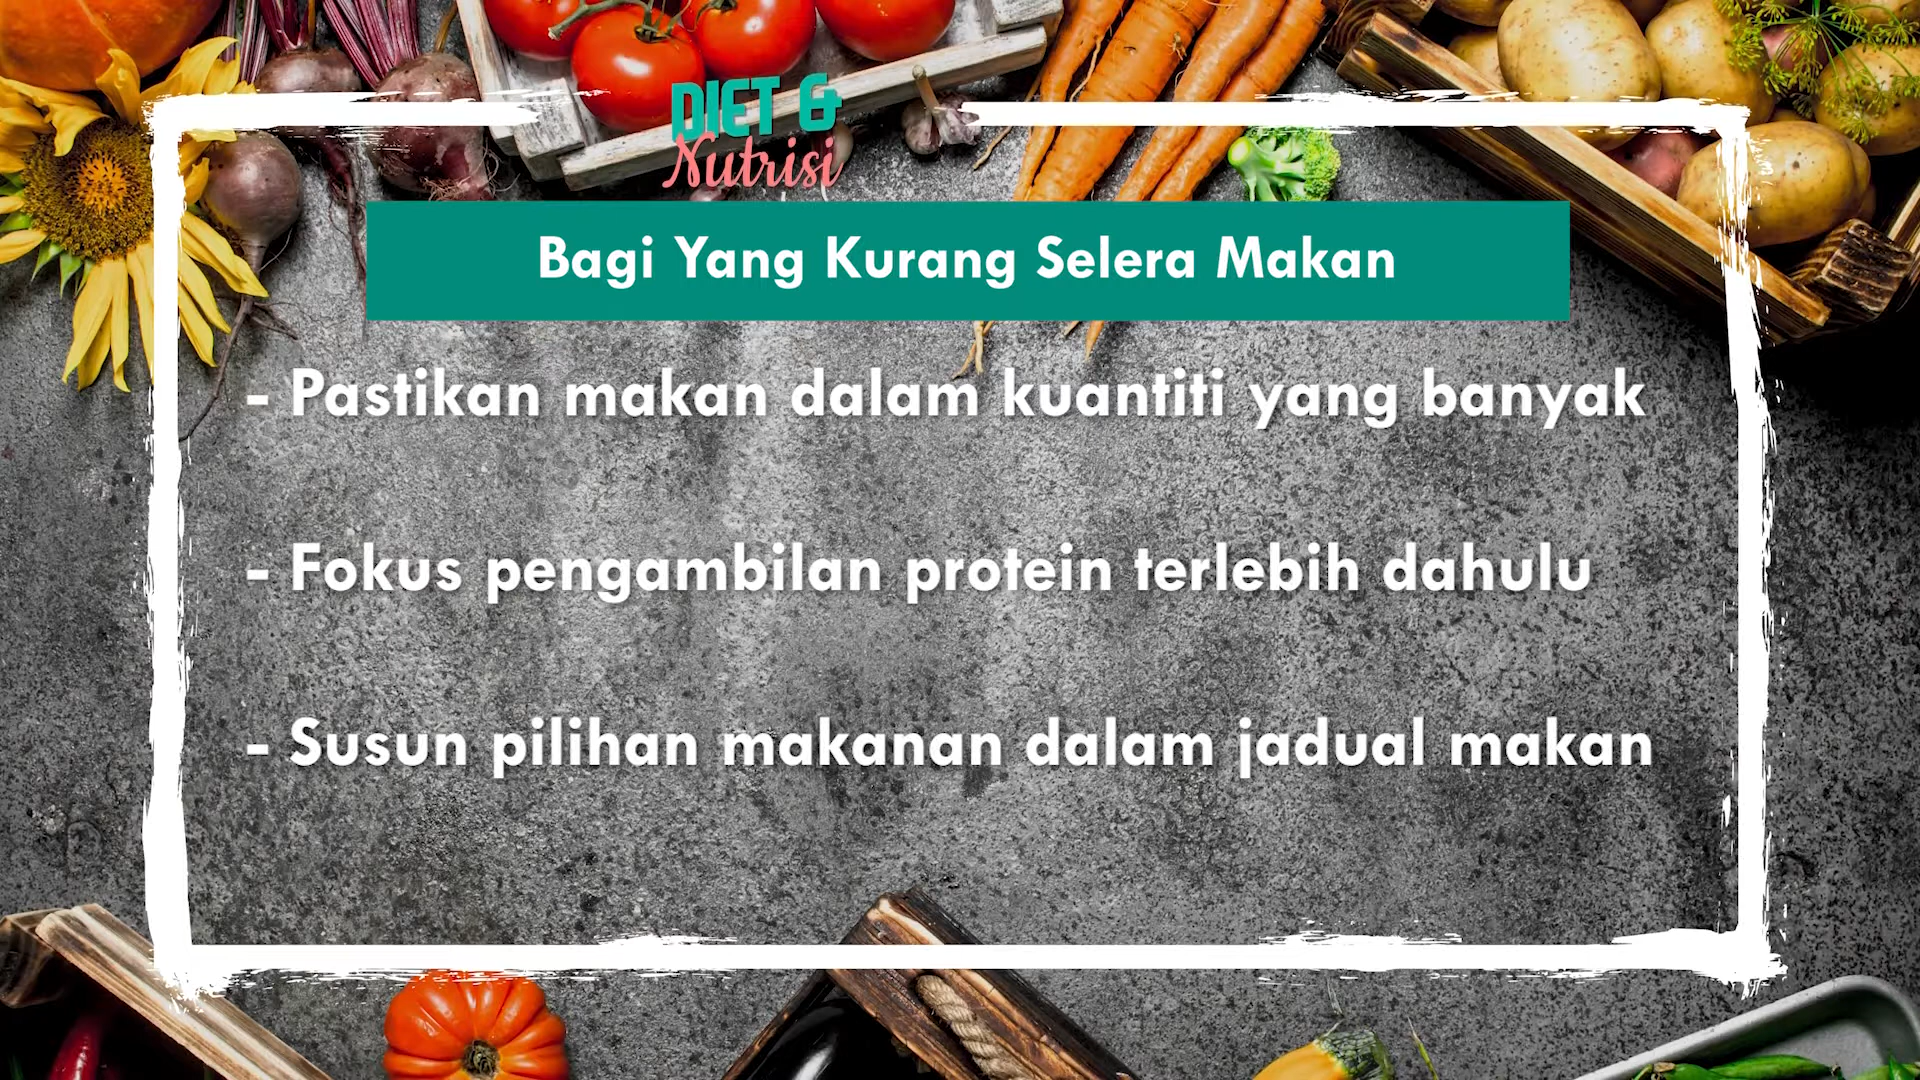 DIET &
Nutrisi
Bagi Yang Kurang Selera Makan
- Pastikan makan dalam kuantiti yang banyak
- Fokus pengambilan protein terlebih dahulu
- Susun pilihan makanan dalam jadual makan